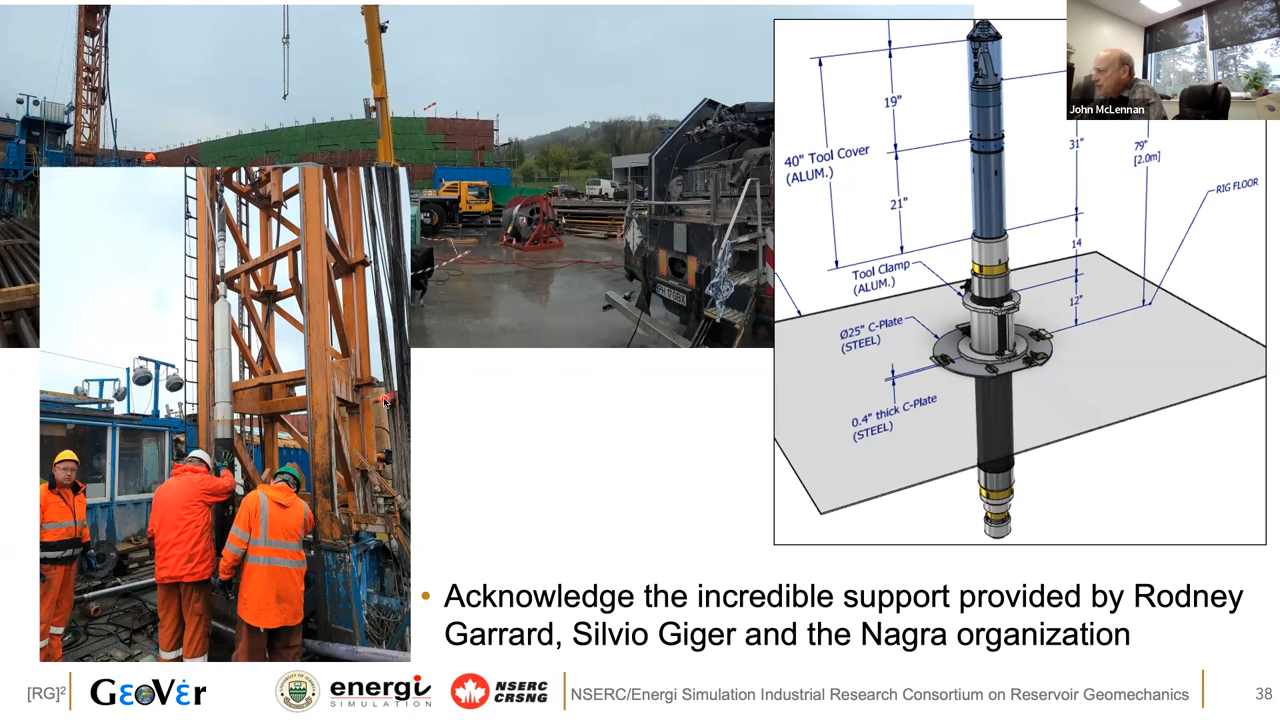 John McLennan
19"
31"
79"
[2.0m]
40" Tool Cover
(ALUM.)
21"
RIG FLOOR
14
Tool Clamp
(ALUM.)
12"
Ø25" C-Plate
(STEEL)
0.4" thick C-Plate
(STEEL)
• Acknowledge the incredible support provided by Rodney
Garrard, Silvio Giger and the Nagra organization
[RG]²
GeoVer
energi
SIMULATION
NSERC
CRSNG
NSERC/Energi Simulation Industrial Research Consortium on Reservoir Geomechanics
38